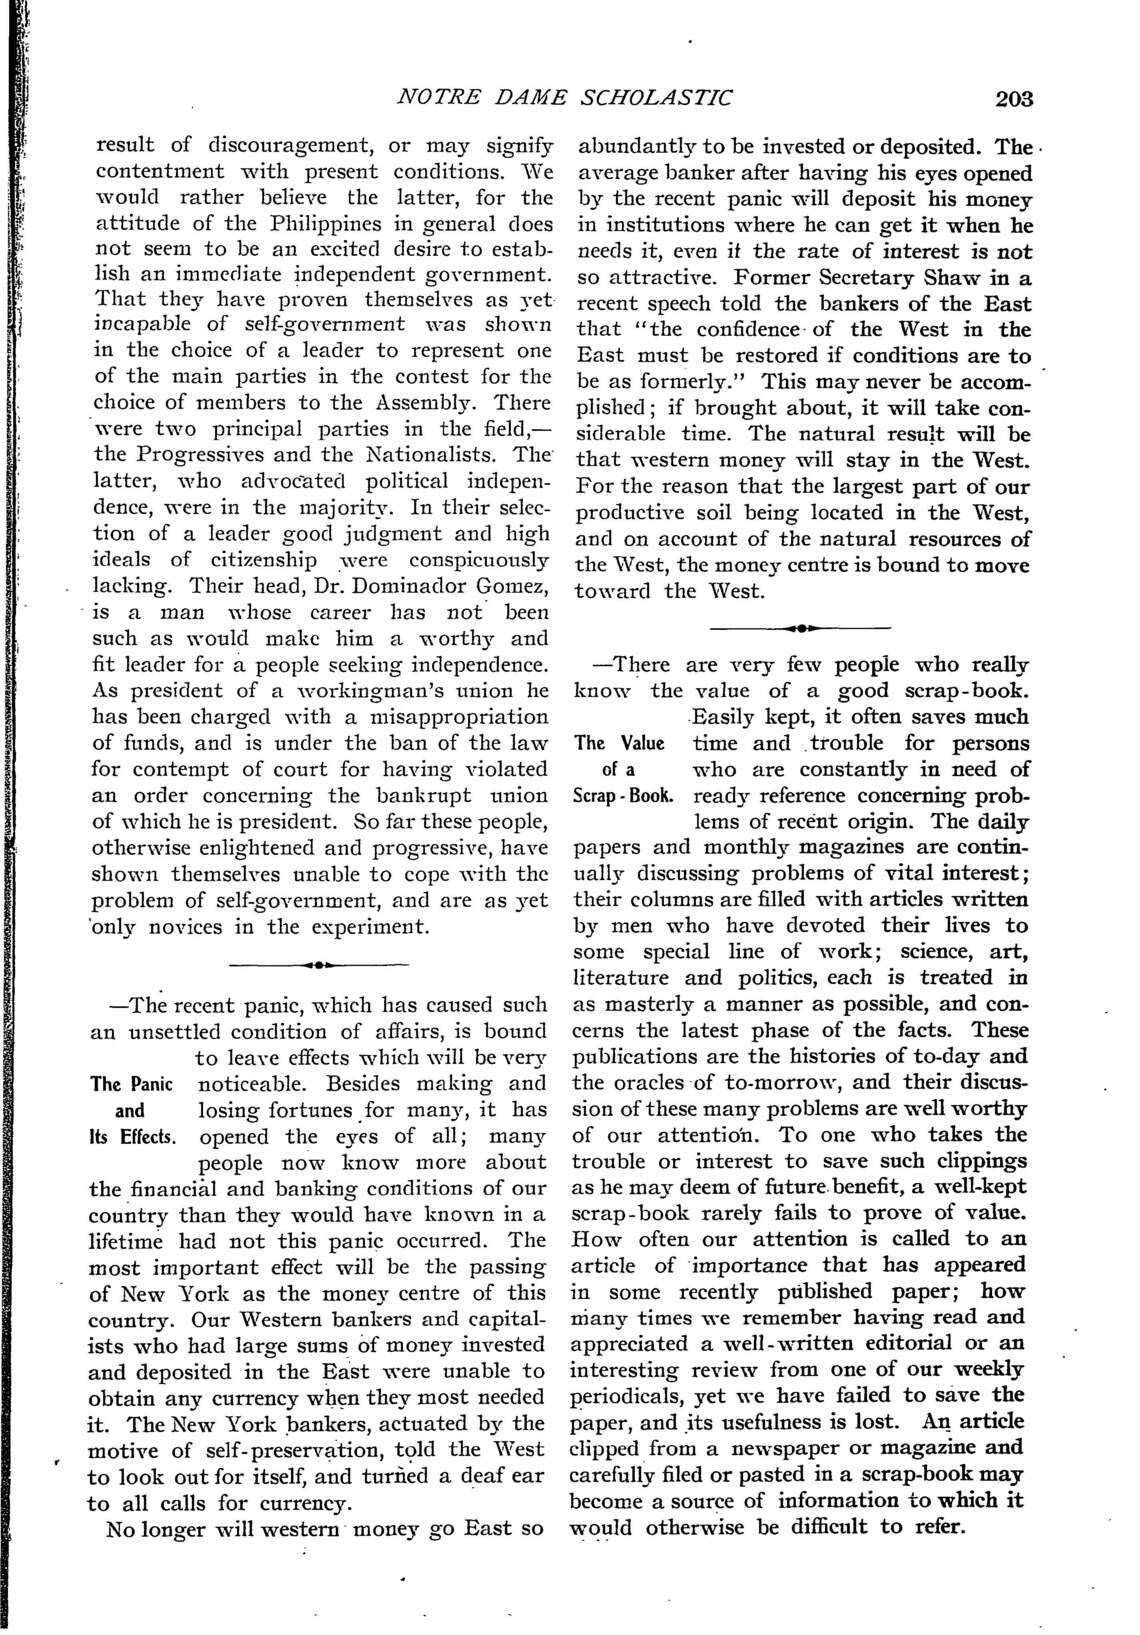 NOTRE DAME SCHOLASTIC 203
result of discouragement, or may signify
contentment with present conditions. We
would rather believe the latter, for the
attitude of the Philippines in general does
not seem to be an excited desire to estab-
lish an immediate independent government.
That they have proven themselves as yet
incapable of self-government was shown
in the choice of a leader to represent one
of the main parties in the contest for the
choice of members to the Assembly. There
were two principal parties in the field,—
the Progressives and the Nationalists. The
latter, who advocated political indepen-
dence, were in the majority. In their selec-
tion of a leader good judgment and high
ideals of citizenship were conspicuously
lacking. Their head, Dr. Dominador Gomez,
is a man whose career has not been
such as would make him a worthy and
fit leader for a people seeking independence.
As president of a workingman's union he
has been charged with a misappropriation
of funds, and is under the ban of the law
for contempt of court for having violated
an order concerning the bankrupt union
of which he is president. So far these people,
otherwise enlightened and progressive, have
shown themselves unable to cope with the
problem of self-government, and are as yet
only novices in the experiment.
—The recent panic, which has caused such
an unsettled condition of affairs, is bound
to leave effects which will be very
The Panic noticeable. Besides making and
and losing fortunes for many, it has
Its Effects. opened the eyes of all; many
people now know more about
the financial and banking conditions of our
country than they would have known in a
lifetime had not this panic occurred. The
most important effect will be the passing
of New York as the money centre of this
country. Our Western bankers and capital-
ists who had large sums of money invested
and deposited in the East were unable to
obtain any currency when they most needed
it. The New York bankers, actuated by the
motive of self-preservation, told the West
to look out for itself, and turned a deaf ear
to all calls for currency.
No longer will western money go East so
abundantly to be invested or deposited. The
average banker after having his eyes opened
by the recent panic will deposit his money
in institutions where he can get it when he
needs it, even if the rate of interest is not
so attractive. Former Secretary Shaw in a
recent speech told the bankers of the East
that "the confidence of the West in the
East must be restored if conditions are to
be as formerly." This may never be accom-
plished; if brought about, it will take con-
siderable time. The natural result will be
that western money will stay in the West.
For the reason that the largest part of our
productive soil being located in the West,
and on account of the natural resources of
the West, the money centre is bound to move
toward the West.
—There are very few people who really
know the value of a good scrap-book.
Easily kept, it often saves much
The Value time and trouble for persons
of a who are constantly in need of
Scrap-Book. ready reference concerning prob-
lems of recent origin. The daily
papers and monthly magazines are contin-
ually discussing problems of vital interest;
their columns are filled with articles written
by men who have devoted their lives to
some special line of work; science, art,
literature and politics, each is treated in
as masterly a manner as possible, and con-
cerns the latest phase of the facts. These
publications are the histories of to-day and
the oracles of to-morrow, and their discus-
sion of these many problems are well worthy
of our attention. To one who takes the
trouble or interest to save such clippings
as he may deem of future benefit, a well-kept
scrap-book rarely fails to prove of value.
How often our attention is called to an
article of importance that has appeared
in some recently published paper; how
many times we remember having read and
appreciated a well-written editorial or an
interesting review from one of our weekly
periodicals, yet we have failed to save the
paper, and its usefulness is lost. An article
clipped from a newspaper or magazine and
carefully filed or pasted in a scrap-book may
become a source of information to which it
would otherwise be difficult to refer.